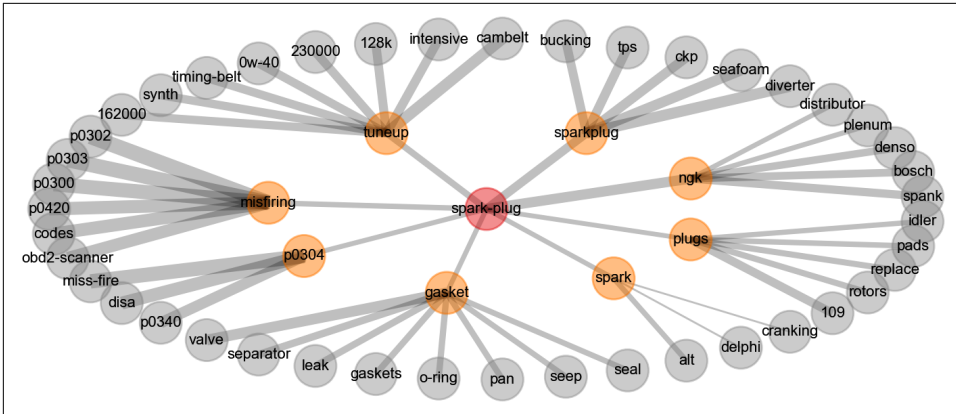 intensive
cambelt
bucking
128k
tps
230000
ckp
0w-40
seafoam
timing-belt
diverter
synth
distributor
162000
plenum
tuneup
sparkplug
p0302
denso
p0303
bosch
ngk
p0300
spank
misfiring
p0420
spark-plug
idler
codes
plugs
pads
p0304
obd2-scanner
replace
miss-fire
spark
gasket
rotors
disa
109
p0340
cranking
valve
delphi
separator
alt
leak
seal
gaskets
o-ring
pan
seep